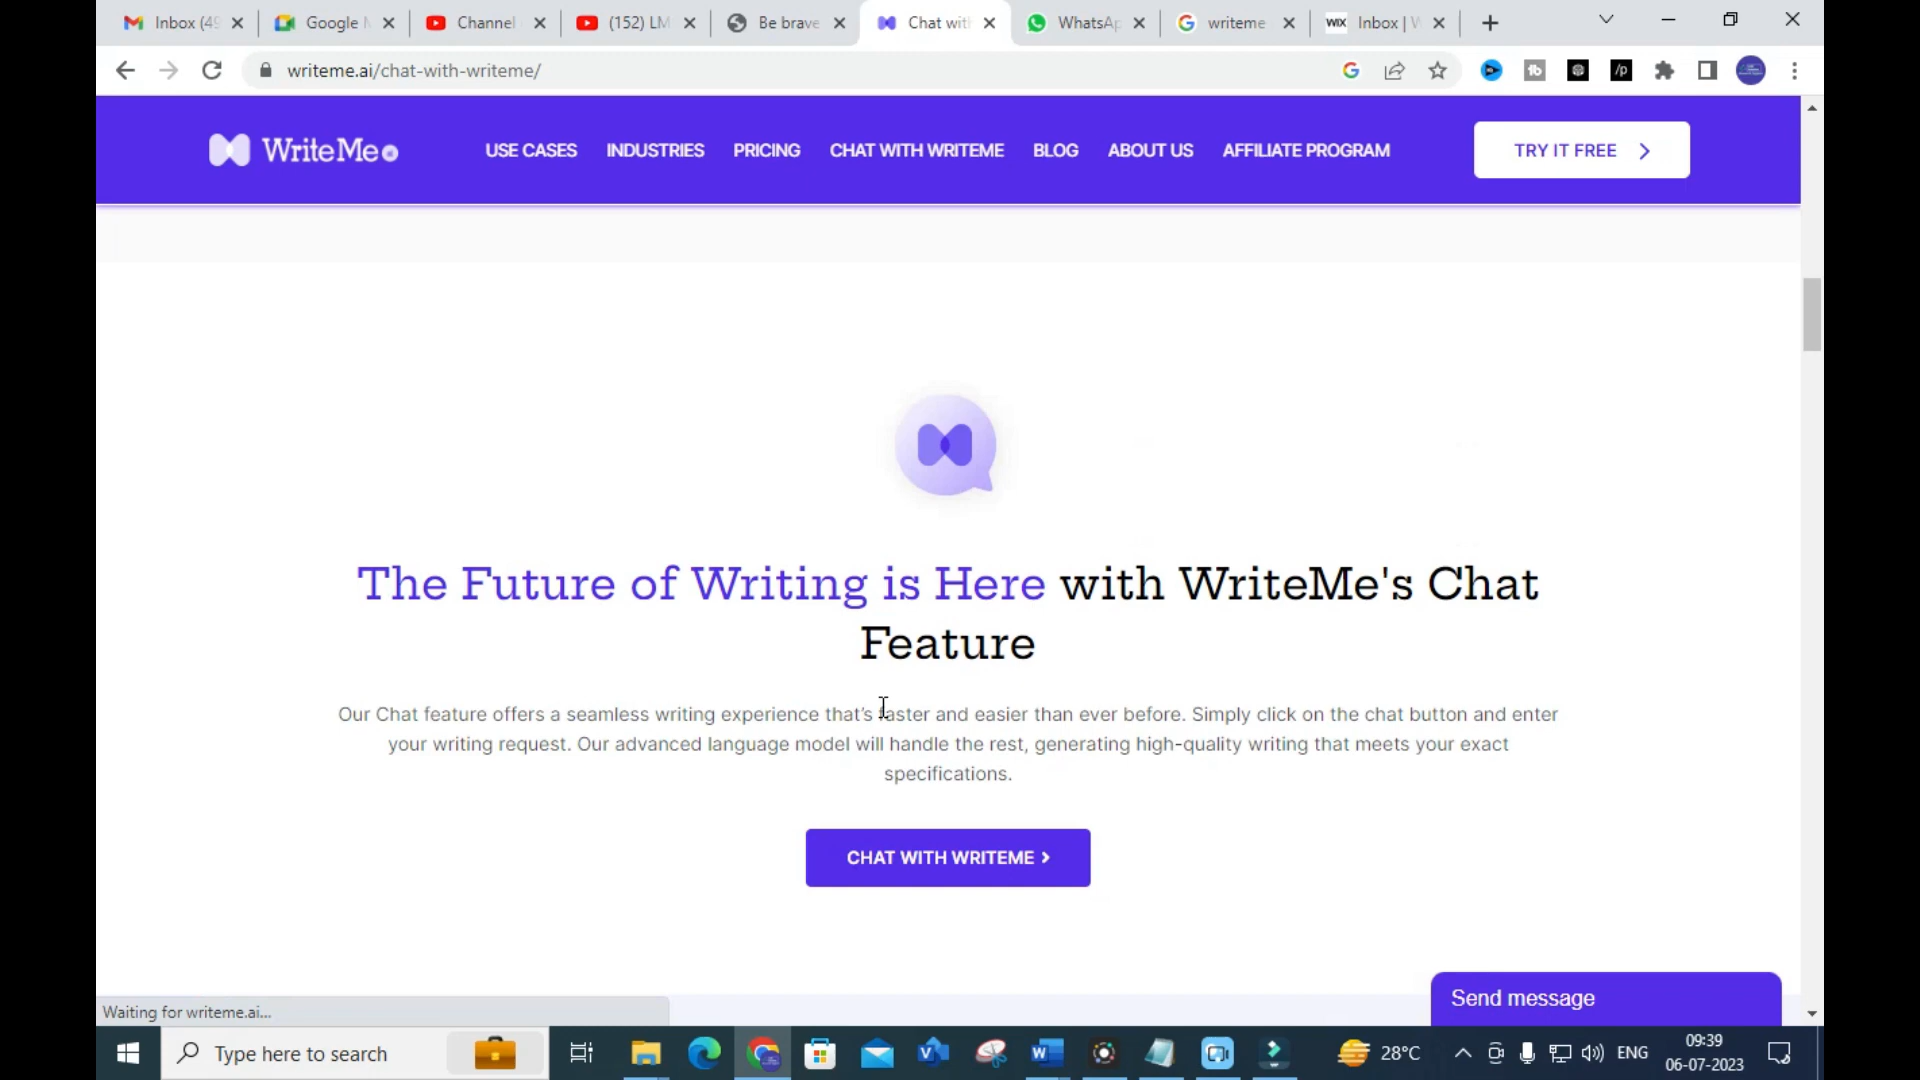 Inbox (49
Google M
Channel
(152) LM
Be brave
Chat with
WhatsAp
writeme
WIX Inbox | W
writeme.ai/chat-with-writeme/
WriteMe
USE CASES
INDUSTRIES
PRICING
CHAT WITH WRITEME
BLOG
ABOUT US
AFFILIATE PROGRAM
TRY IT FREE
The Future of Writing is Here with WriteMe's Chat
Feature
Our Chat feature offers a seamless writing experience that's faster and easier than ever before. Simply click on the chat button and enter
your writing request. Our advanced language model will handle the rest, generating high-quality writing that meets your exact
specifications.
CHAT WITH WRITEME
Send message
Waiting for writeme.ai...
Type here to search
28°C
ENG
09:39
06-07-2023